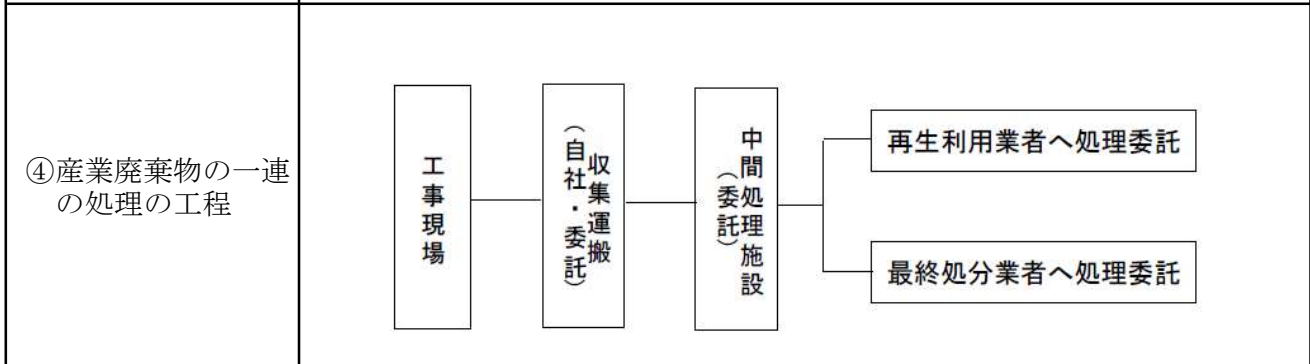 ④産業廃棄物の一連
の処理の工程
工事現場
収集運搬
（自社・委託）
中間処理施設
（委託）
再生利用業者へ処理委託
最終処分業者へ処理委託